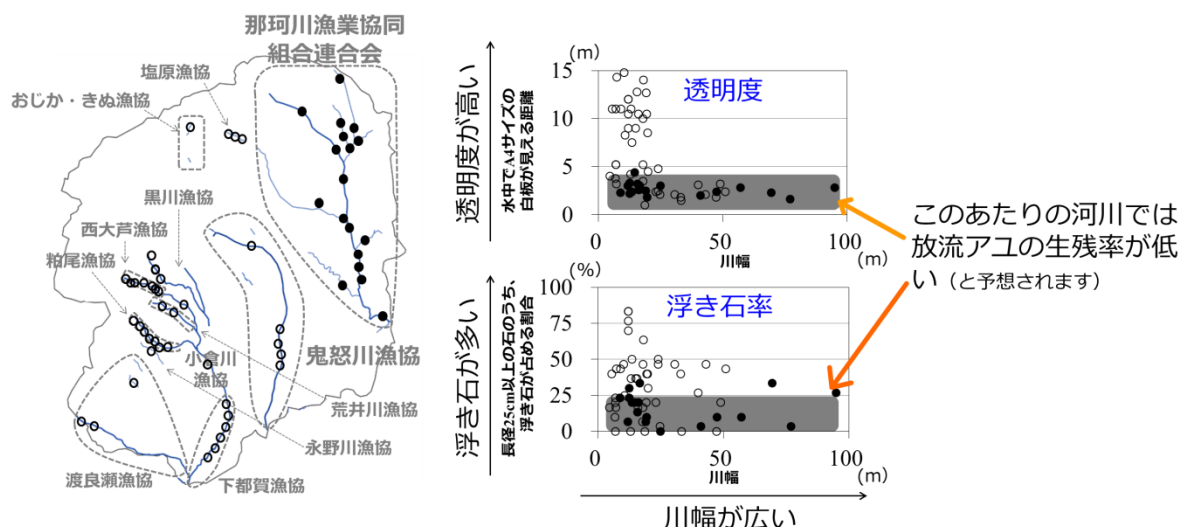 那珂川漁業協同
組合連合会
塩原漁協
おじか・きぬ漁協
黒川漁協
西大芦漁協
粕尾漁協
小倉川
漁協
鬼怒川漁協
荒井川漁協
永野川漁協
渡良瀬漁協
下都賀漁協
透明度が高い
水中でA4サイズの
白板が見える距離
(m)
透明度
15
10
5
0
0
50
100
川幅
(m)
浮き石が多い
長径25cm以上の石のうち、
浮き石が占める割合
(%)
浮き石率
100
75
50
25
0
0
50
100
川幅
(m)
川幅が広い
このあたりの河川では
放流アユの生残率が低
い（と予想されます）